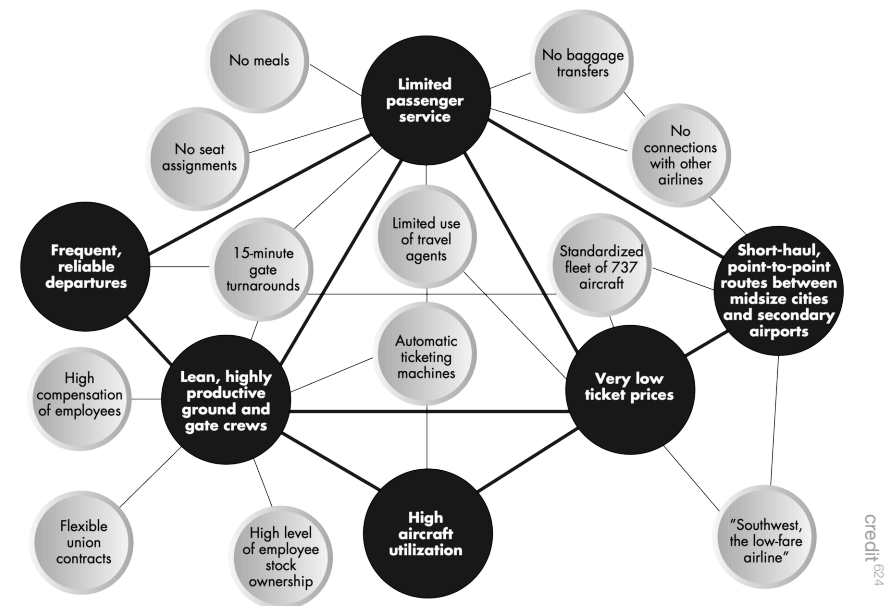 No meals
Limited
passenger
service
No baggage
transfers
No seat
assignments
No
connections
with other
airlines
Frequent,
reliable
departures
15-minute
gate
turnarounds
Limited use
of travel
agents
Standardized
fleet of 737
aircraft
Short-haul,
point-to-point
routes between
midsize cities
and secondary
airports
High
compensation
of employees
Lean, highly
productive
ground and
gate crews
Automatic
ticketing
machines
Very low
ticket prices
Flexible
union
contracts
High level
of employee
stock
ownership
High
aircraft
utilization
"Southwest,
the low-fare
airline"
credit 624